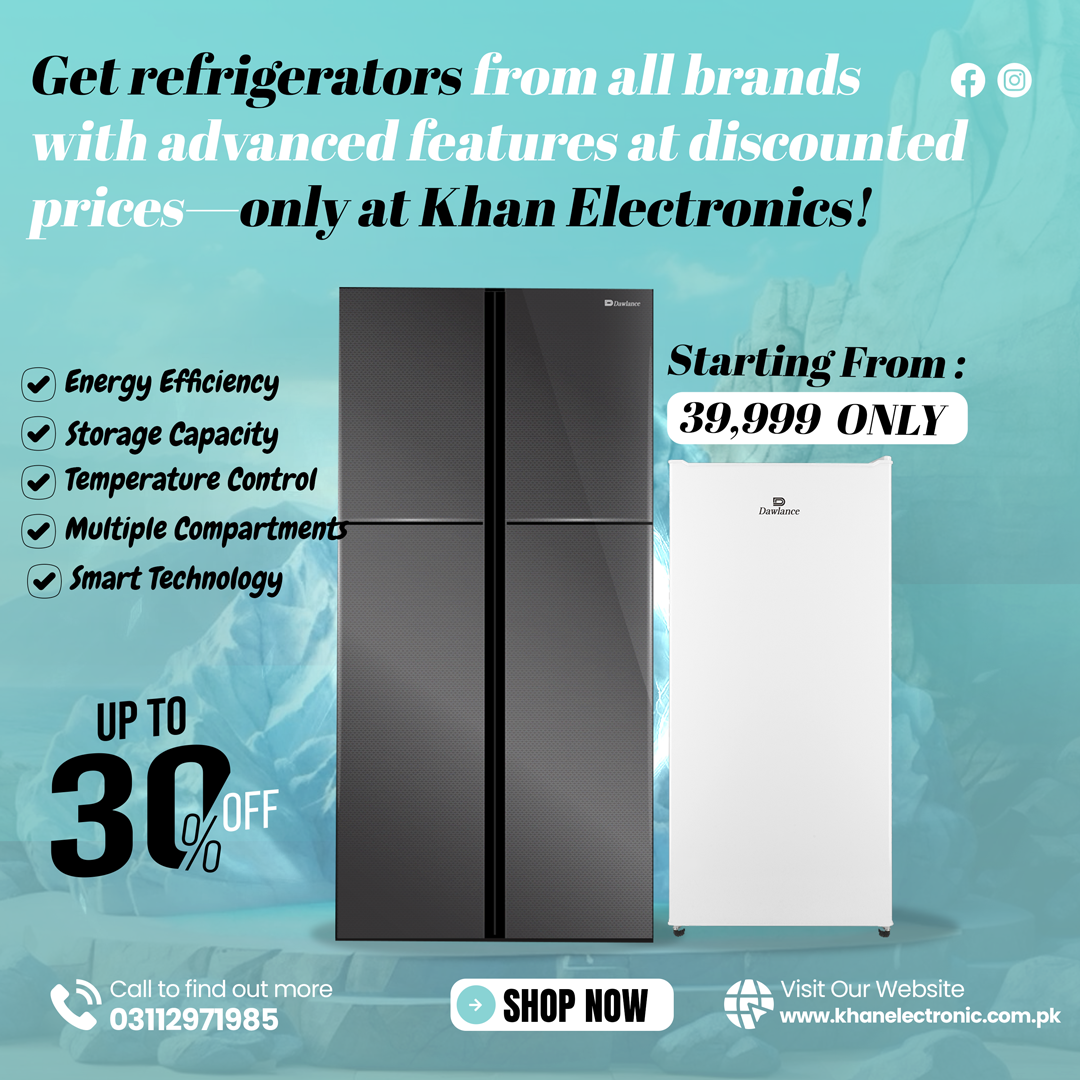 Get refrigerators from all brands
with advanced features at discounted
prices—only at Khan Electronics!
Dawlance
Energy Efficiency
Storage Capacity
Temperature Control
Multiple Compartments
Smart Technology
Starting From :
39,999 ONLY
Dawlance
UP TO
30% OFF
Call to find out more
03112971985
SHOP NOW
Visit Our Website
www.khanelectronic.com.pk